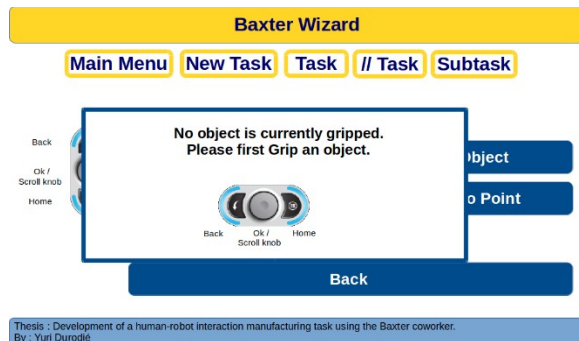 Baxter Wizard
Main Menu New Task Task // Task Subtask
No object is currently gripped.
Please first Grip an object.
Back
Ok /
Scroll knob
Home
Back
Ok /
Scroll knob
Home
Object
o Point
Back
Thesis : Development of a human-robot interaction manufacturing task using the Baxter coworker.
By : Yuri Durodié